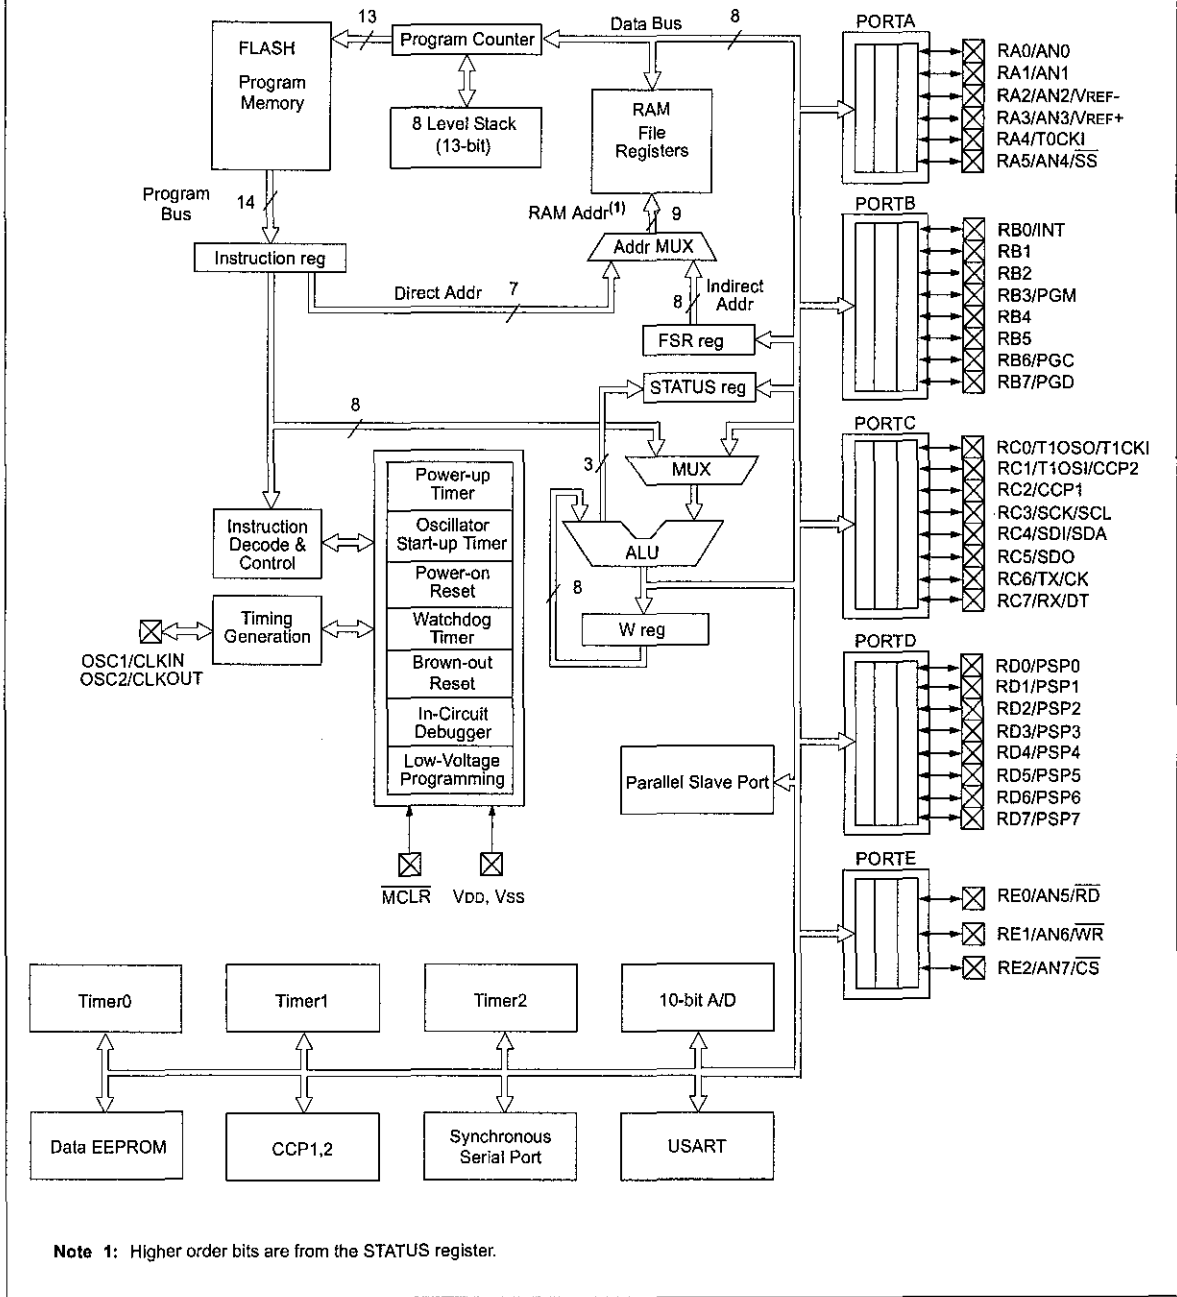 13
Data Bus
8
PORTA
FLASH
Program
Memory
Program Counter
8 Level Stack
(13-bit)
RAM
File
Registers
RA0/AN0
RA1/AN1
RA2/AN2/VREF-
RA3/AN3/VREF+
RA4/T0CKI
RA5/AN4/SS
Program
Bus
14
RAM Addr(1)
9
PORTB
Instruction reg
Addr MUX
Direct Addr
7
8
Indirect
Addr
FSR reg
STATUS reg
RB0/INT
RB1
RB2
RB3/PGM
RB4
RB5
RB6/PGC
RB7/PGD
8
3
MUX
PORTC
RC0/T1OSO/T1CKI
RC1/T1OSI/CCP2
RC2/CCP1
RC3/SCK/SCL
RC4/SDI/SDA
RC5/SDO
RC6/TX/CK
RC7/RX/DT
Power-up
Timer
Oscillator
Start-up Timer
Power-on
Reset
Watchdog
Timer
Brown-out
Reset
In-Circuit
Debugger
Low-Voltage
Programming
Instruction
Decode &
Control
Timing
Generation
OSC1/CLKIN
OSC2/CLKOUT
ALU
8
W reg
PORTD
RD0/PSP0
RD1/PSP1
RD2/PSP2
RD3/PSP3
RD4/PSP4
RD5/PSP5
RD6/PSP6
RD7/PSP7
Parallel Slave Port
MCLR
VDD, VSS
PORTE
RE0/AN5/RD
RE1/AN6/WR
RE2/AN7/CS
Timer0
Timer1
Timer2
10-bit A/D
Data EEPROM
CCP1,2
Synchronous
Serial Port
USART
Note 1: Higher order bits are from the STATUS register.